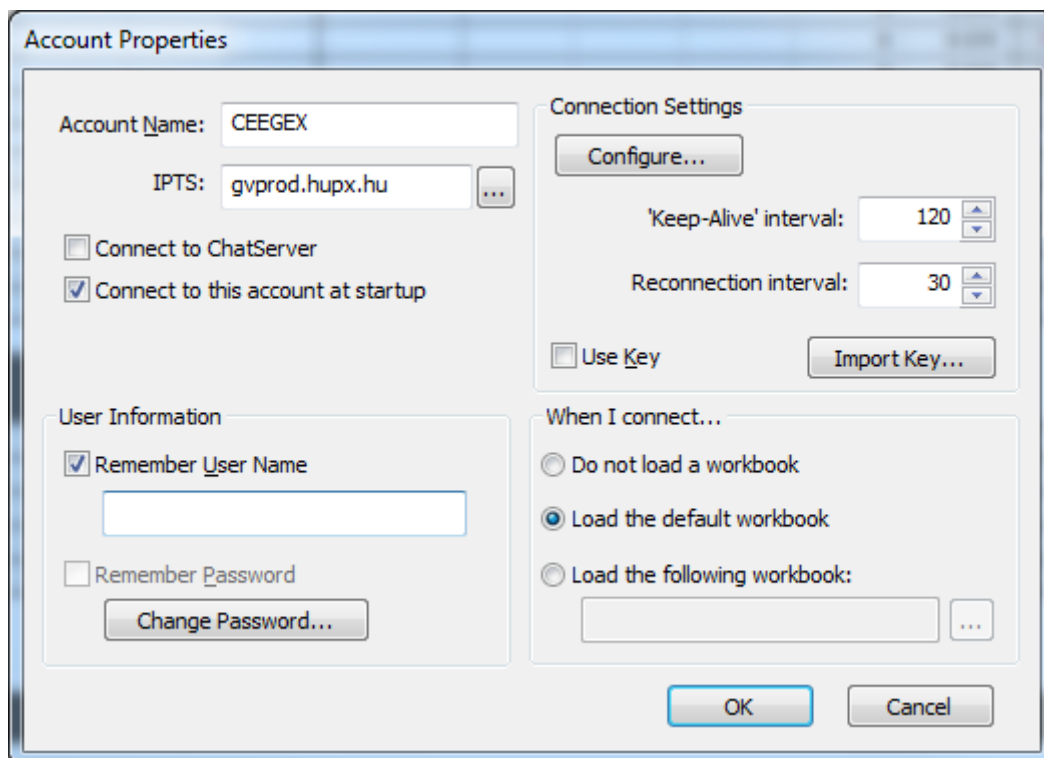 Account Properties
Account Name: CEEGEX
IPTS: gvprod.hupx.hu ...
Connect to ChatServer
Connect to this account at startup
Connection Settings
Configure...
'Keep-Alive' interval: 120
Reconnection interval: 30
Use Key Import Key...
User Information
Remember User Name
Remember Password
Change Password...
When I connect...
Do not load a workbook
Load the default workbook
Load the following workbook:
...
OK Cancel